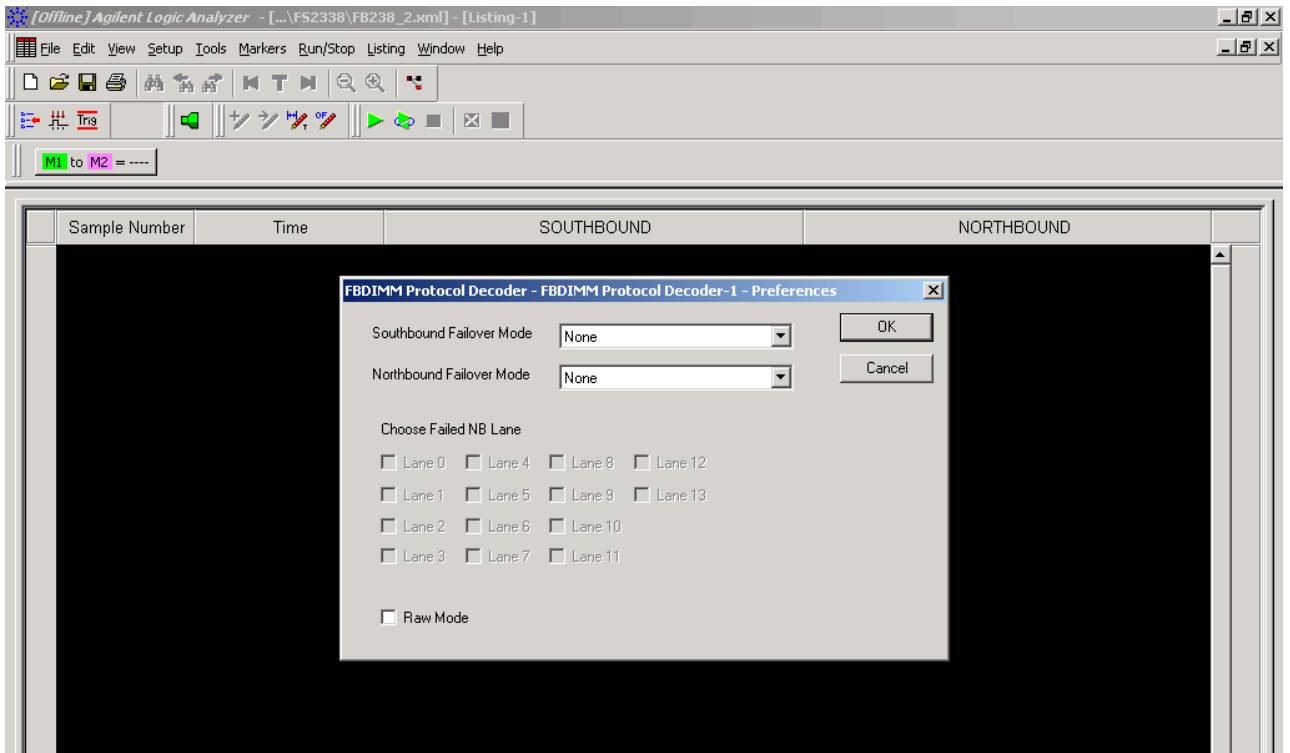 [Offline] Agilent Logic Analyzer - [...\FS2338\FB238_2.xml] - [Listing-1]
File Edit View Setup Tools Markers Run/Stop Listing Window Help
T
Trig
M1 to M2 = ----
Sample Number Time SOUTHBOUND NORTHBOUND
FBDIMM Protocol Decoder - FBDIMM Protocol Decoder-1 - Preferences
Southbound Failover Mode None OK
Northbound Failover Mode None Cancel
Choose Failed NB Lane
Lane 0 Lane 4 Lane 8 Lane 12
Lane 1 Lane 5 Lane 9 Lane 13
Lane 2 Lane 6 Lane 10
Lane 3 Lane 7 Lane 11
Raw Mode